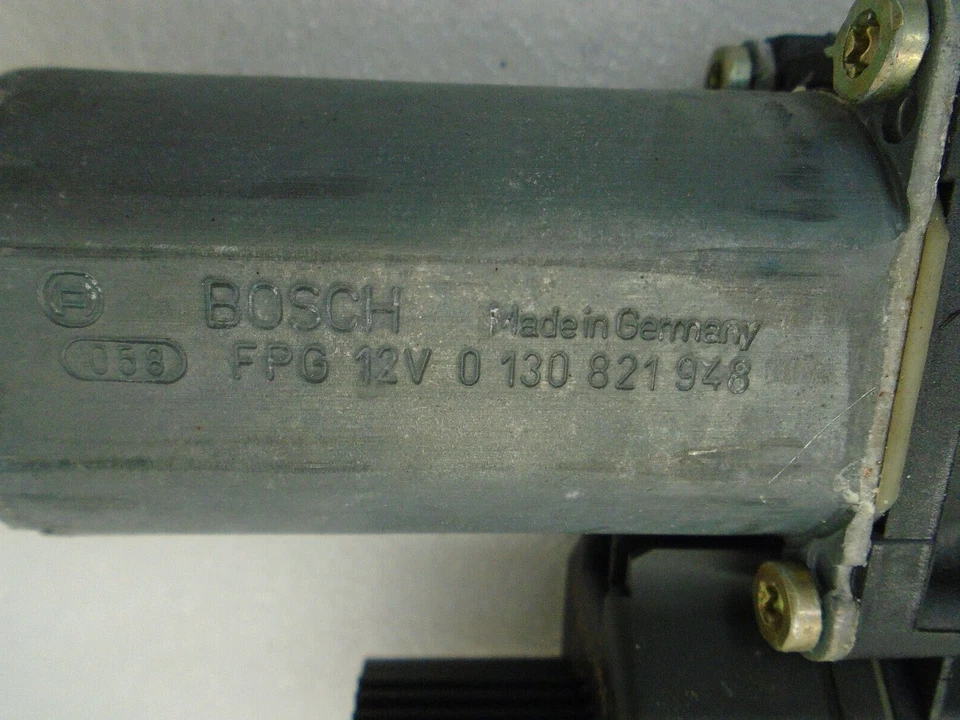 BOSCH Made in Germany
058 FPG 12V 0 130 821 948